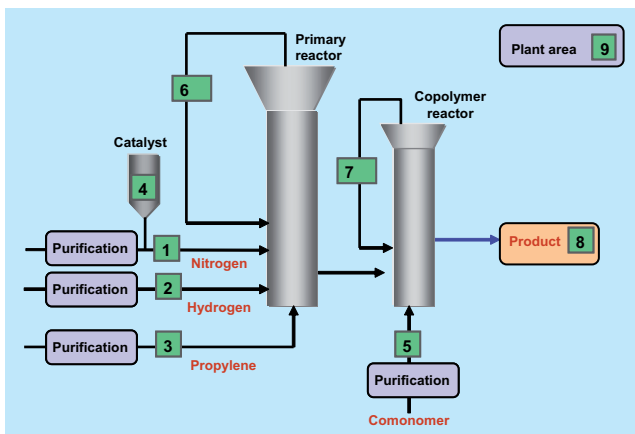 Primary
reactor
Plant area 9
6
Copolymer
reactor
Catalyst
7
4
Purification 1
Nitrogen
Product 8
Purification 2
Hydrogen
Purification 3
Propylene
5
Purification
Comonomer